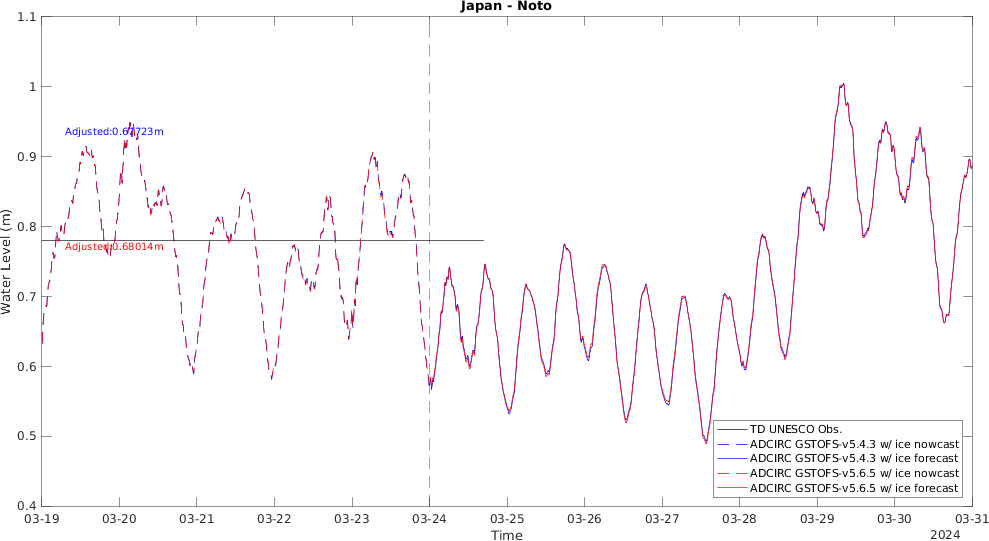 Japan - Noto
1.1
1
0.9
0.8
0.7
0.6
0.5
0.4
Water Level (m)
Adjusted:0.67723m
Adjusted:0.68014m
TD UNESCO Obs.
ADCIRC GSTOFS-v5.4.3 w/ ice nowcast
ADCIRC GSTOFS-v5.4.3 w/ ice forecast
ADCIRC GSTOFS-v5.6.5 w/ ice nowcast
ADCIRC GSTOFS-v5.6.5 w/ ice forecast
03-19 03-20 03-21 03-22 03-23 03-24 03-25 03-26 03-27 03-28 03-29 03-30 03-31
Time
2024